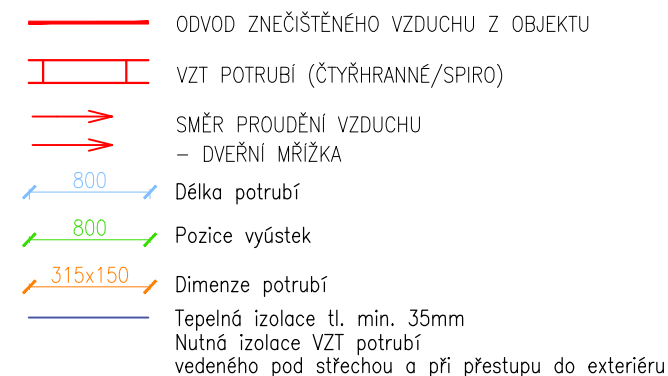 ODVOD ZNEČIŠTĚNÉHO VZDUCHU Z OBJEKTU
VZT POTRUBÍ (ČTYŘHRANNÉ/SPIRO)
SMĚR PROUDĚNÍ VZDUCHU
– DVEŘNÍ MŘÍŽKA
800 Délka potrubí
800 Pozice vyústek
315x150 Dimenze potrubí
Tepelná izolace tl. min. 35mm
Nutná izolace VZT potrubí
vedeného pod střechou a při přestupu do exteriéru